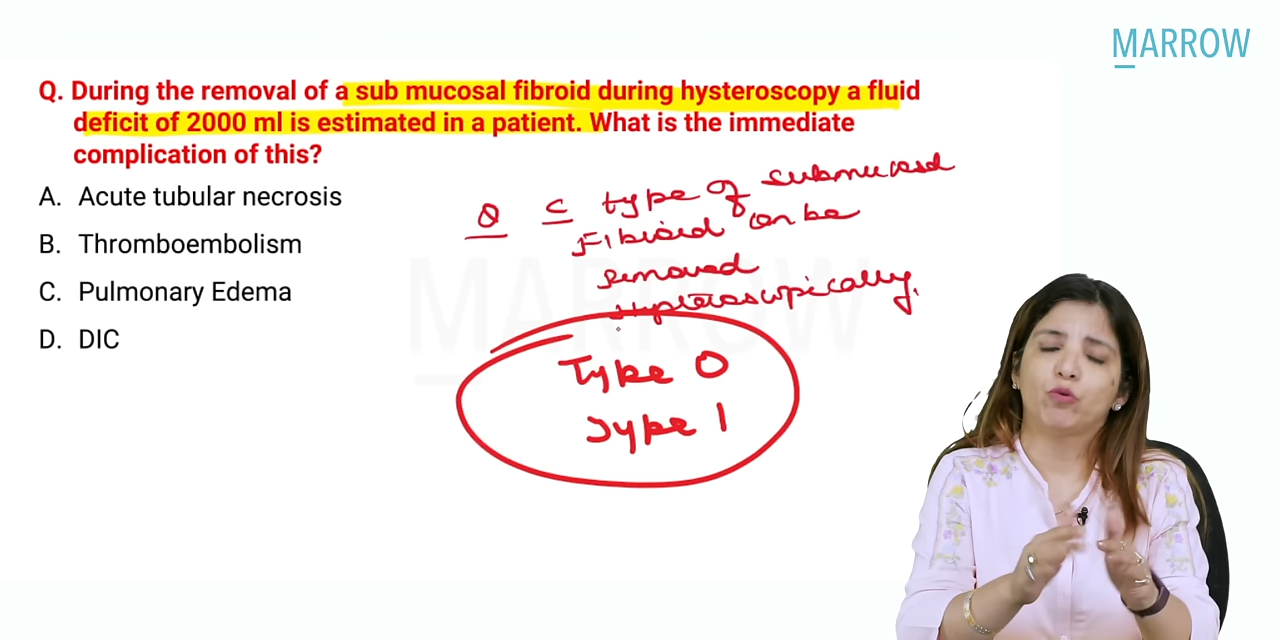 MARROW
Q. During the removal of a sub mucosal fibroid during hysteroscopy a fluid
deficit of 2000 ml is estimated in a patient. What is the immediate
complication of this?
A. Acute tubular necrosis
B. Thromboembolism
C. Pulmonary Edema
D. DIC
Q c type of submucosal
Fibroid can be
removed
Hysteroscopically.
Type 0
Type 1
MARROW